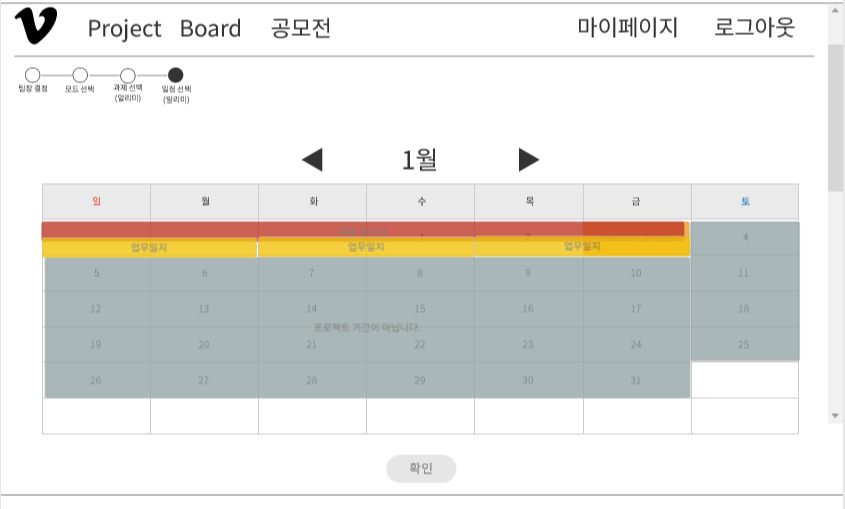 Project Board 공모전 마이페이지 로그아웃
팀장 결정 모드 선택 과제 선택 일정 선택
(알리미) (알리미)
1월
일 월 화 수 목 금 토
4
업무일지 업무일지 업무일지
5 6 7 8 9 10 11
12 13 14 15 16 17 18
프로젝트 기간이 아닙니다.
19 20 21 22 23 24 25
26 27 28 29 30 31
확인